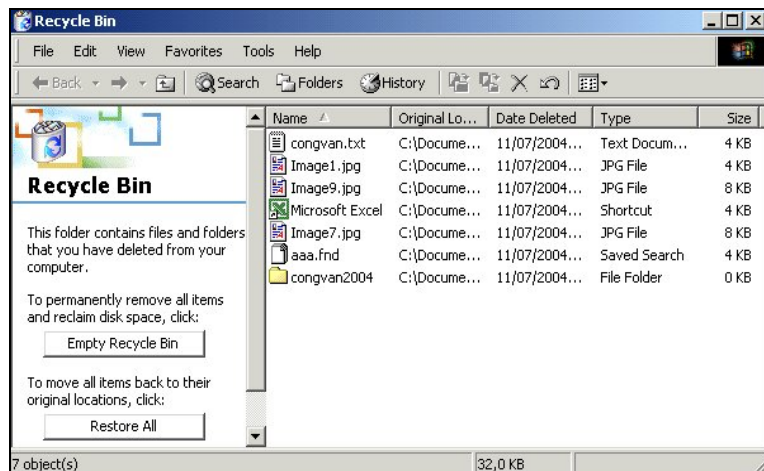 Recycle Bin
File Edit View Favorites Tools Help
Back Search Folders History
Name Original Lo... Date Deleted Type Size
congvan.txt C:\Docume... 11/07/2004... Text Docum... 4 KB
Image1.jpg C:\Docume... 11/07/2004... JPG File 4 KB
Image9.jpg C:\Docume... 11/07/2004... JPG File 8 KB
Microsoft Excel C:\Docume... 11/07/2004... Shortcut 4 KB
Image7.jpg C:\Docume... 11/07/2004... JPG File 8 KB
aaa.fnd C:\Docume... 11/07/2004... Saved Search 4 KB
congvan2004 C:\Docume... 11/07/2004... File Folder 0 KB
Recycle Bin
This folder contains files and folders
that you have deleted from your
computer.
To permanently remove all items
and reclaim disk space, click:
Empty Recycle Bin
To move all items back to their
original locations, click:
Restore All
7 object(s) 32,0 KB